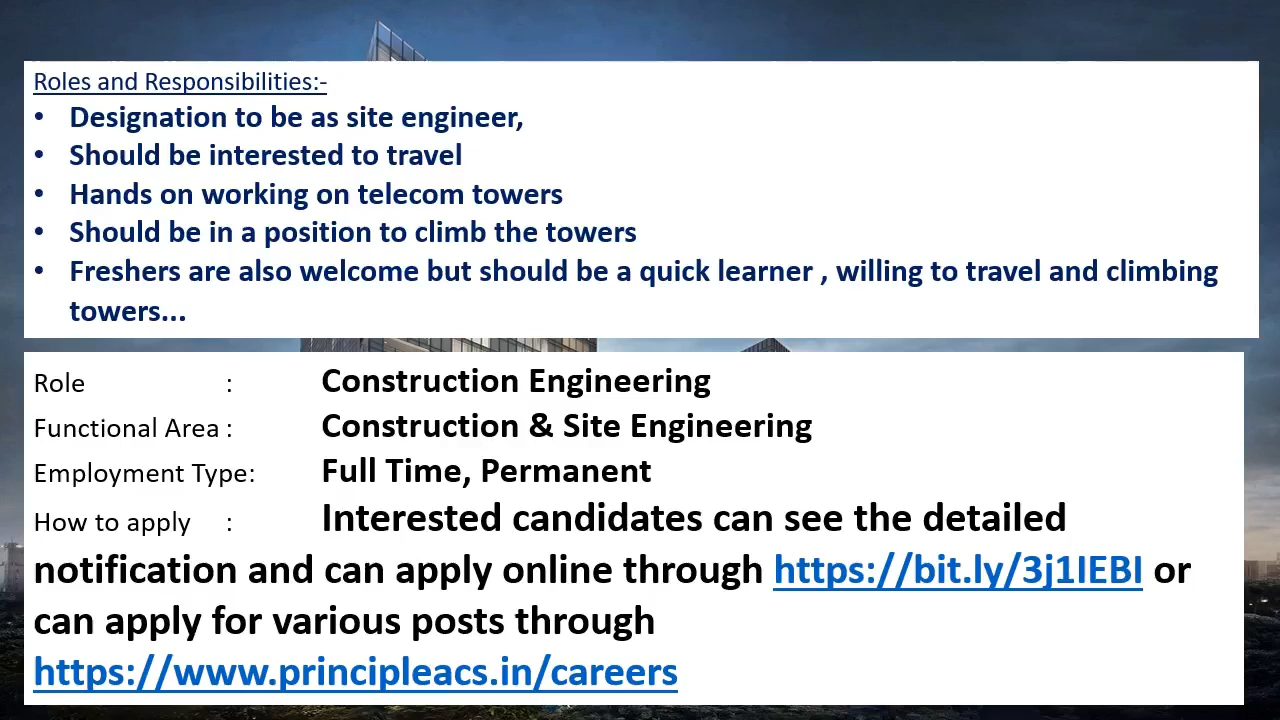 Roles and Responsibilities:-
• Designation to be as site engineer,
• Should be interested to travel
• Hands on working on telecom towers
• Should be in a position to climb the towers
• Freshers are also welcome but should be a quick learner , willing to travel and climbing
towers...
Role : Construction Engineering
Functional Area : Construction & Site Engineering
Employment Type: Full Time, Permanent
How to apply : Interested candidates can see the detailed
notification and can apply online through https://bit.ly/3j1IEBI or
can apply for various posts through
https://www.principleacs.in/careers